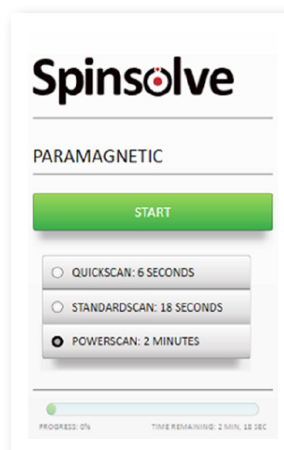 Spinsolve
PARAMAGNETIC
START
QUICKSCAN: 6 SECONDS
STANDARDSCAN: 18 SECONDS
POWERSCAN: 2 MINUTES
PROGRESS: 0% TIME REMAINING: 2 MIN, 18 SEC